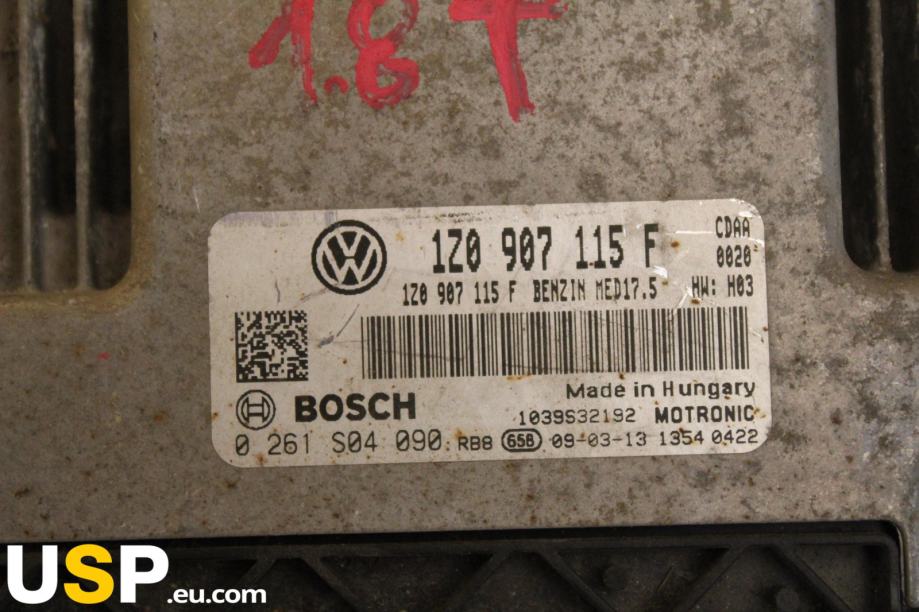 1.8T
1Z0 907 115 F
CDAA
0020
1Z0 907 115 F BENZIN MED17.5 HW: H03
Made in Hungary
BOSCH
1039S32192 MOTRONIC
0 261 S04 090 RB8 658 09-03-13 1354 0422
USP.eu.com